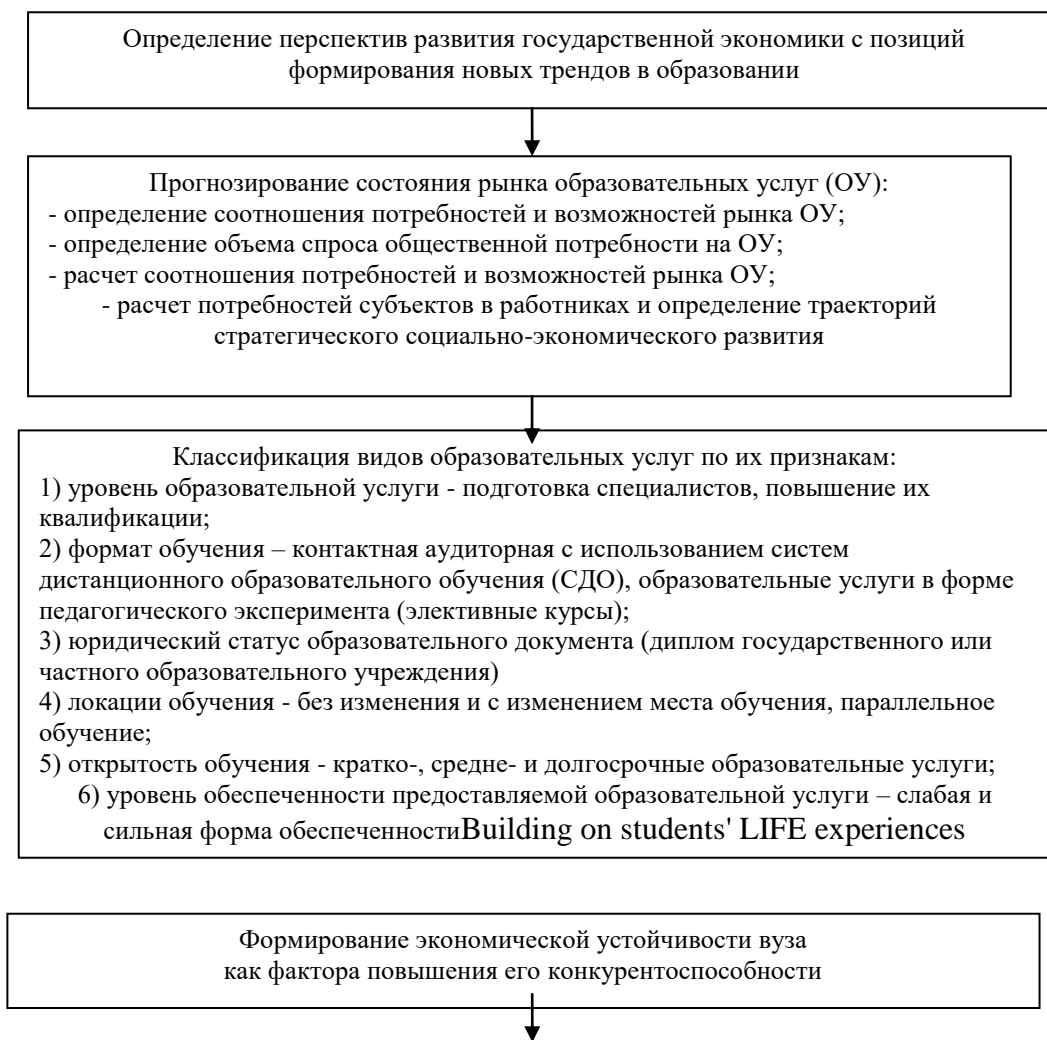 Определение перспектив развития государственной экономики с позиций
формирования новых трендов в образовании
Прогнозирование состояния рынка образовательных услуг (ОУ):
- определение соотношения потребностей и возможностей рынка ОУ;
- определение объема спроса общественной потребности на ОУ;
- расчет соотношения потребностей и возможностей рынка ОУ;
- расчет потребностей субъектов в работниках и определение траекторий
стратегического социально-экономического развития
Классификация видов образовательных услуг по их признакам:
1) уровень образовательной услуги - подготовка специалистов, повышение их
квалификации;
2) формат обучения – контактная аудиторная с использованием систем
дистанционного образовательного обучения (СДО), образовательные услуги в форме
педагогического эксперимента (элективные курсы);
3) юридический статус образовательного документа (диплом государственного или
частного образовательного учреждения)
4) локации обучения - без изменения и с изменением места обучения, параллельное
обучение;
5) открытость обучения - кратко-, средне- и долгосрочные образовательные услуги;
6) уровень обеспеченности предоставляемой образовательной услуги – слабая и
сильная форма обеспеченностиBuilding on students' LIFE experiences
Формирование экономической устойчивости вуза
как фактора повышения его конкурентоспособности